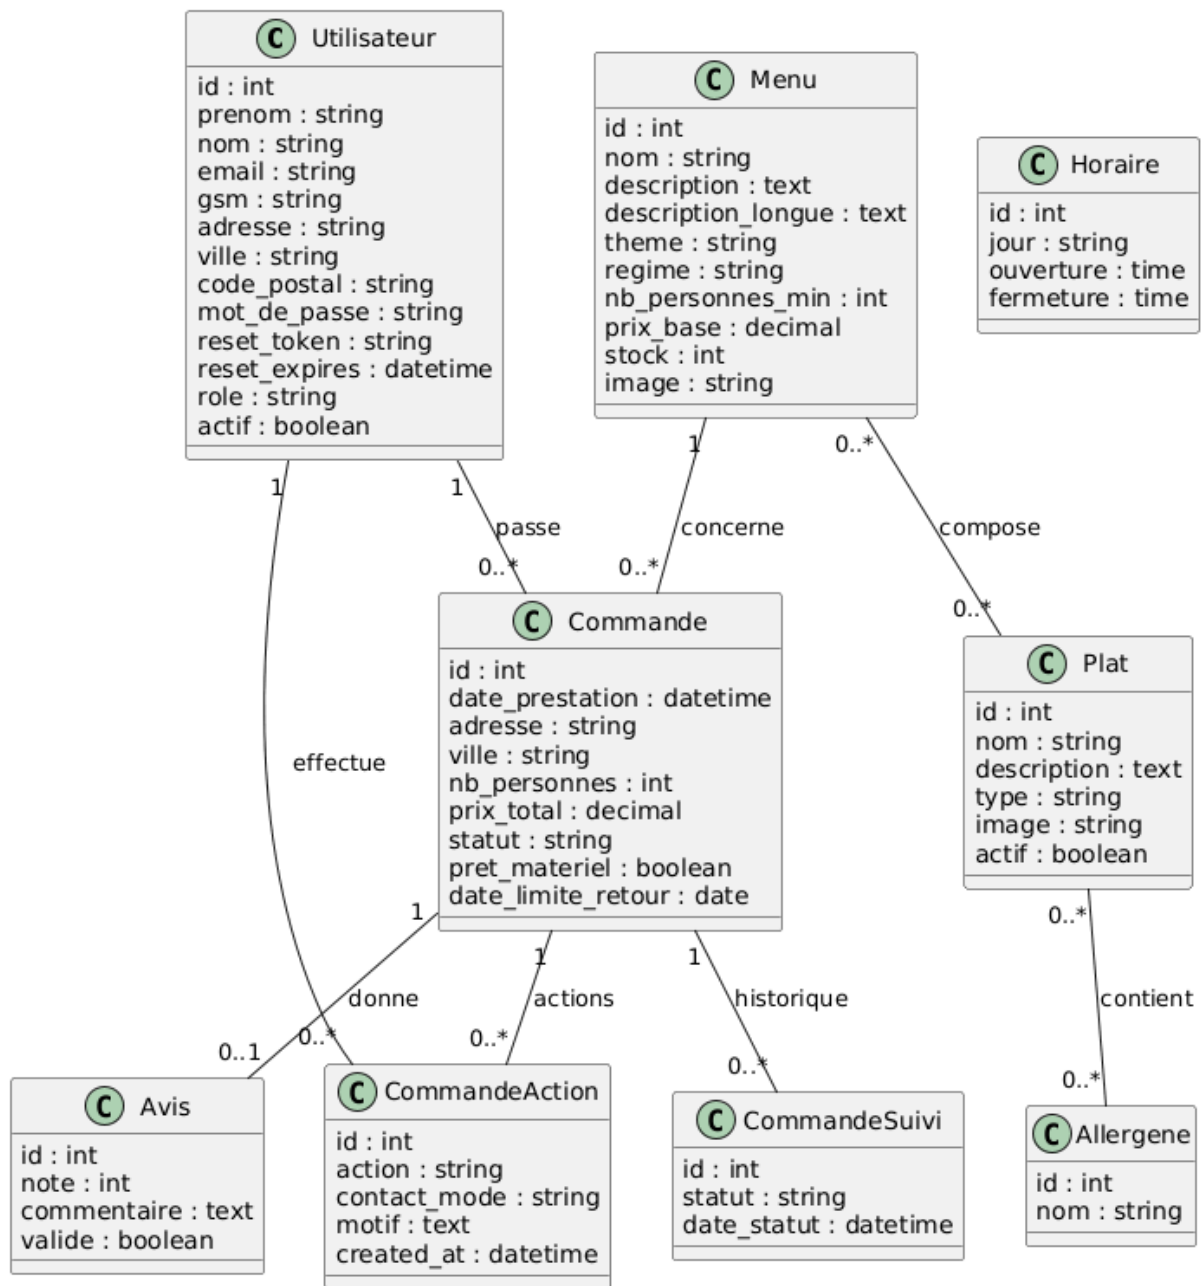 C Utilisateur
id : int
prenom : string
nom : string
email : string
gsm : string
adresse : string
ville : string
code_postal : string
mot_de_passe : string
reset_token : string
reset_expires : datetime
role : string
actif : boolean
C Menu
id : int
nom : string
description : text
description_longue : text
theme : string
regime : string
nb_personnes_min : int
prix_base : decimal
stock : int
image : string
C Horaire
id : int
jour : string
ouverture : time
fermeture : time
1
1
1
0..*
passe
concerne
compose
0..*
0..*
0..*
C Commande
id : int
date_prestation : datetime
adresse : string
ville : string
nb_personnes : int
prix_total : decimal
statut : string
pret_materiel : boolean
date_limite_retour : date
C Plat
id : int
nom : string
description : text
type : string
image : string
actif : boolean
effectue
1
1
1
0..*
donne
actions
historique
contient
0..1
0..*
0..*
0..*
0..*
C Avis
id : int
note : int
commentaire : text
valide : boolean
C CommandeAction
id : int
action : string
contact_mode : string
motif : text
created_at : datetime
C CommandeSuivi
id : int
statut : string
date_statut : datetime
C Allergene
id : int
nom : string